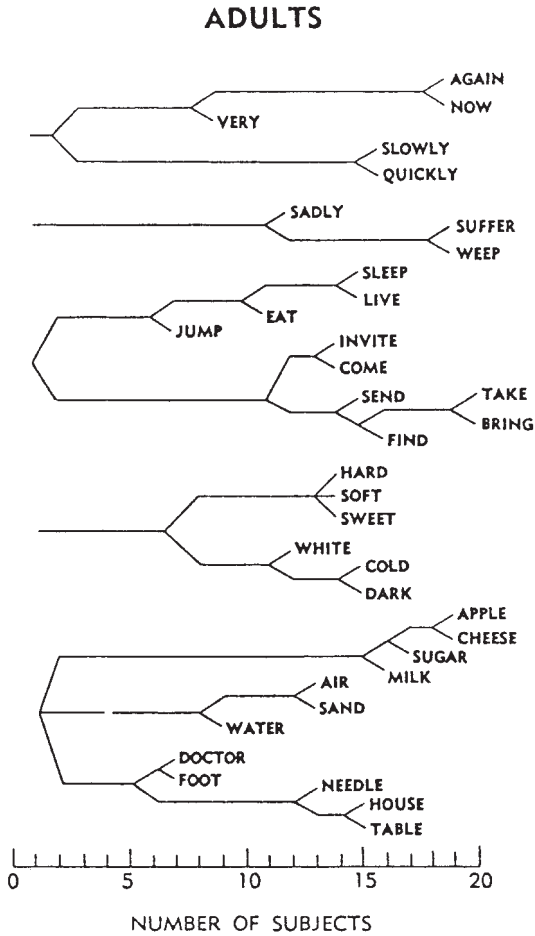 ADULTS
AGAIN
NOW
VERY
SLOWLY
QUICKLY
SADLY
SUFFER
WEEP
SLEEP
LIVE
EAT
JUMP
INVITE
COME
SEND
TAKE
BRING
FIND
HARD
SOFT
SWEET
WHITE
COLD
DARK
APPLE
CHEESE
SUGAR
MILK
AIR
SAND
WATER
DOCTOR
FOOT
NEEDLE
HOUSE
TABLE
0 5 10 15 20
NUMBER OF SUBJECTS